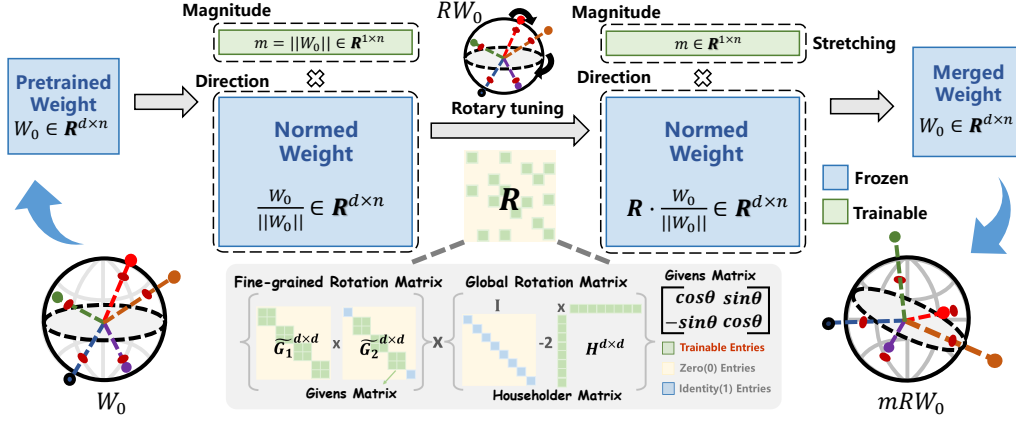 Magnitude
m = ||W₀|| ∈ R^{1×n}
Direction
Pretrained
Weight
W₀ ∈ R^{d×n}
Normed
Weight
W₀/||W₀|| ∈ R^{d×n}
RW₀
Rotary tuning
R
Magnitude
m ∈ R^{1×n}
Stretching
Direction
Normed
Weight
R · W₀/||W₀|| ∈ R^{d×n}
Merged
Weight
W₀ ∈ R^{d×n}
Frozen
Trainable
W₀
Fine-grained Rotation Matrix
G̃₁^{d×d} x G̃₂^{d×d}
Givens Matrix
x
Global Rotation Matrix
I
-2
x
H^{d×d}
Householder Matrix
Givens Matrix
cosθ sinθ
−sinθ cosθ
Trainable Entries
Zero(0) Entries
Identity(1) Entries
mRW₀